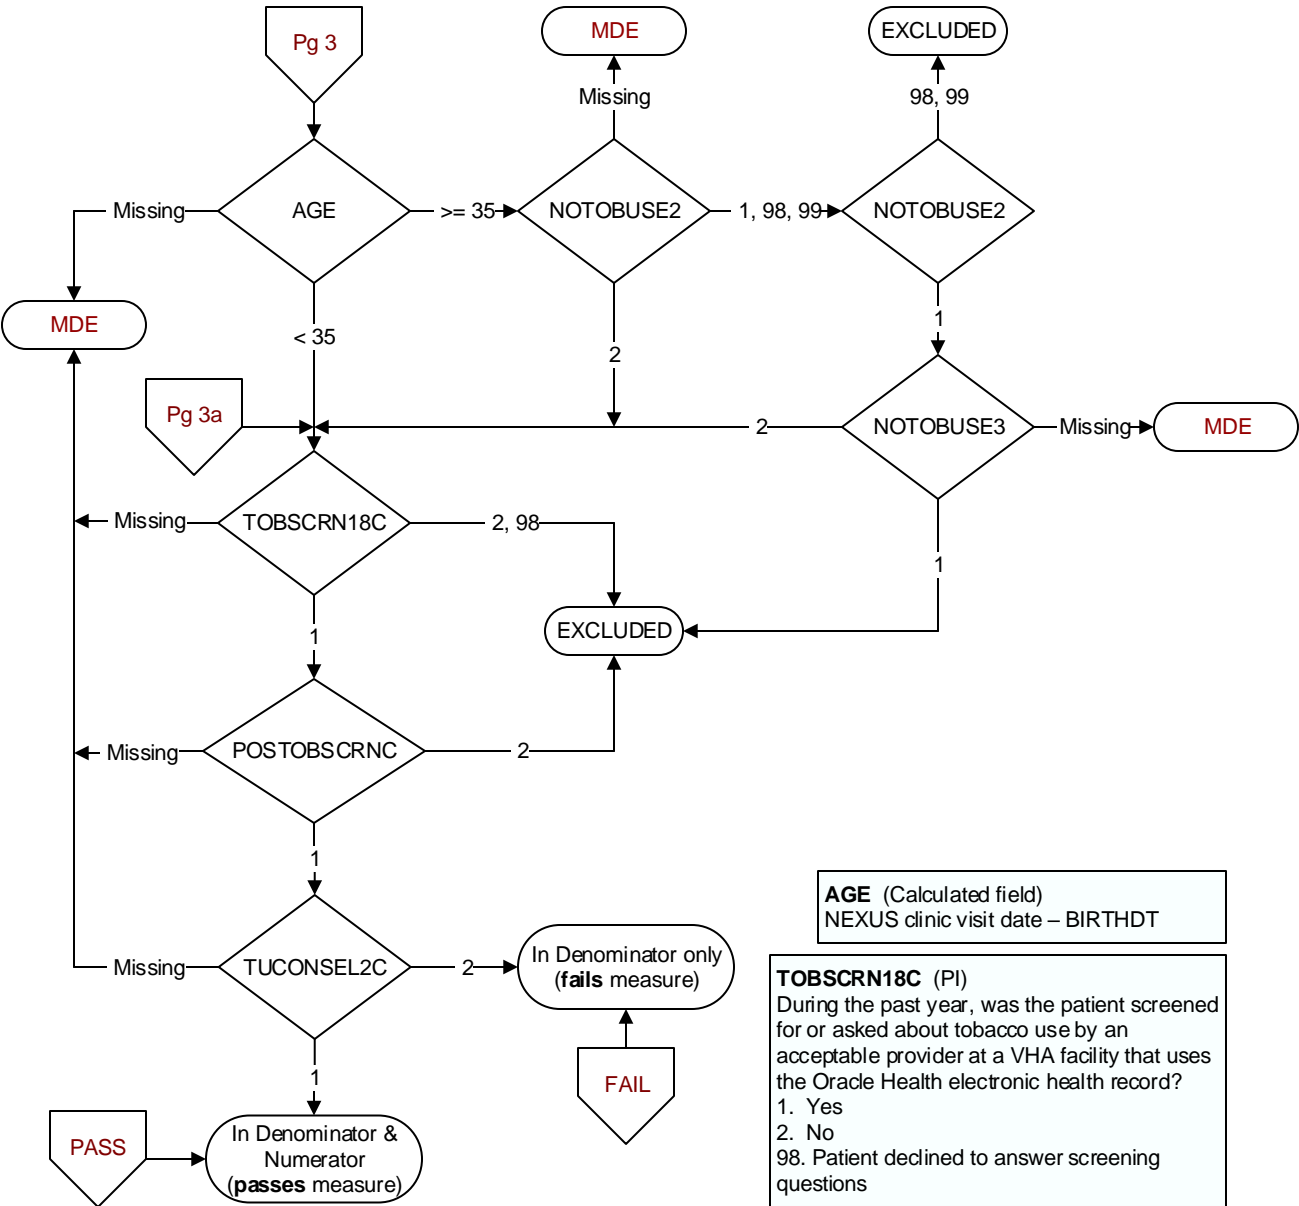 Pg 3
MDE
EXCLUDED
Missing
98, 99
Missing
AGE
>= 35
NOTOBUSE2
1, 98, 99
NOTOBUSE2
MDE
< 35
2
1
Pg 3a
2
NOTOBUSE3
Missing
MDE
Missing
TOBSCRN18C
2, 98
1
1
EXCLUDED
Missing
POSTOBSCRNC
2
1
Missing
TUCONSEL2C
2
In Denominator only
(fails measure)
1
FAIL
PASS
In Denominator &
Numerator
(passes measure)
AGE (Calculated field)
NEXUS clinic visit date – BIRTHDT
TOBSCRN18C (PI)
During the past year, was the patient screened
for or asked about tobacco use by an
acceptable provider at a VHA facility that uses
the Oracle Health electronic health record?
1. Yes
2. No
98. Patient declined to answer screening
questions